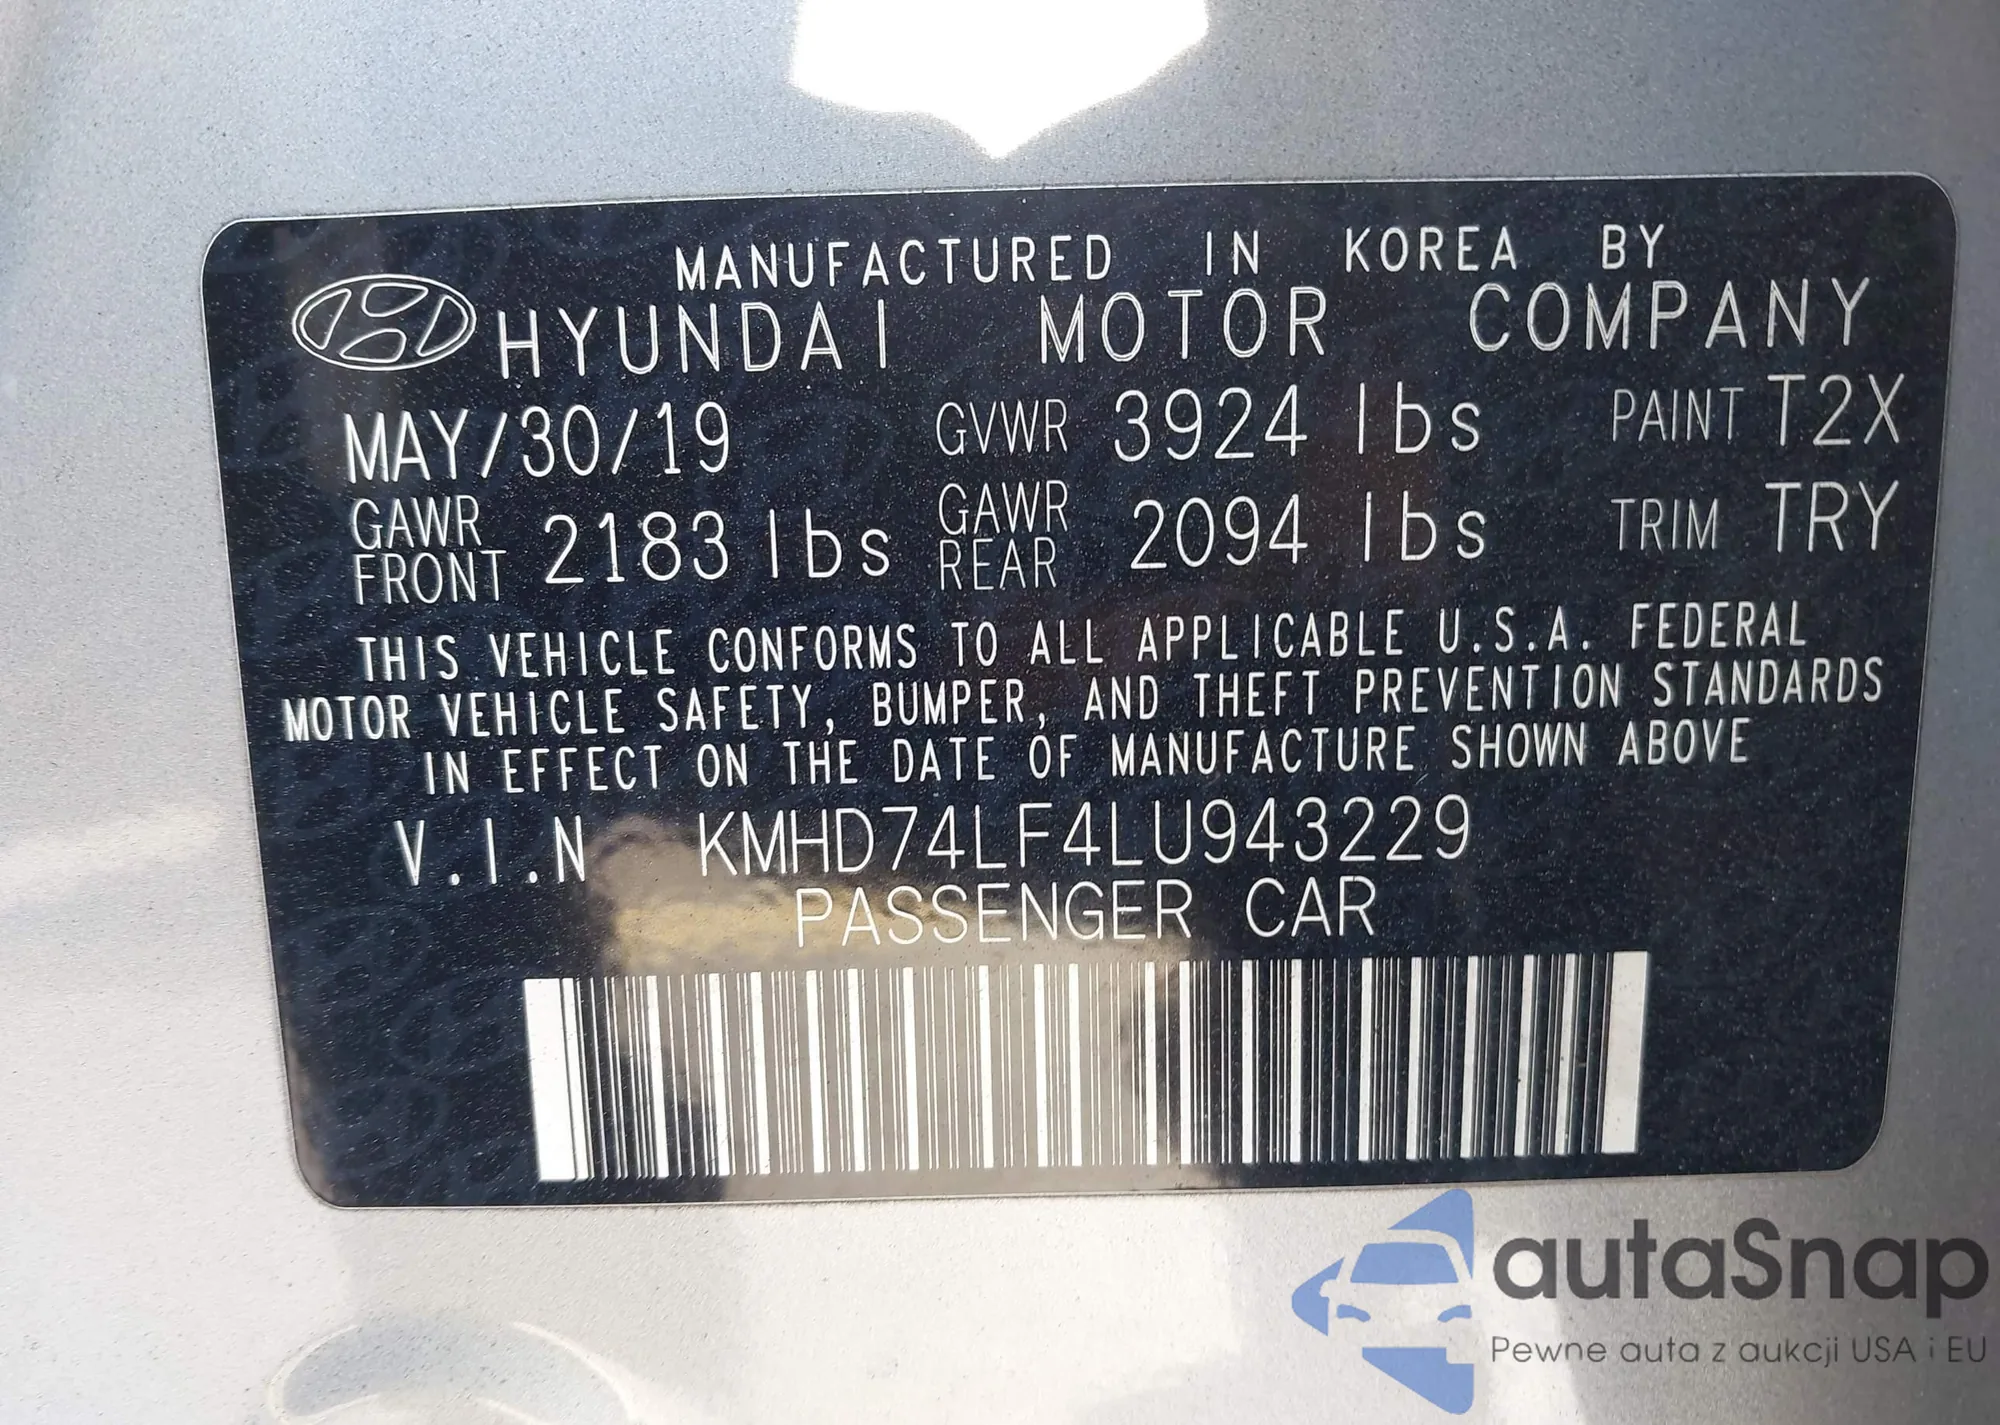 MANUFACTURED IN KOREA BY
HYUNDAI MOTOR COMPANY
MAY/30/19 GVWR 3924 lbs PAINT T2X
GAWR FRONT 2183 lbs GAWR REAR 2094 lbs TRIM TRY
THIS VEHICLE CONFORMS TO ALL APPLICABLE U.S.A. FEDERAL
MOTOR VEHICLE SAFETY, BUMPER, AND THEFT PREVENTION STANDARDS
IN EFFECT ON THE DATE OF MANUFACTURE SHOWN ABOVE
V.I.N KMHD74LF4LU943229
PASSENGER CAR
autaSnap
Pewne auta z aukcji USA i EU